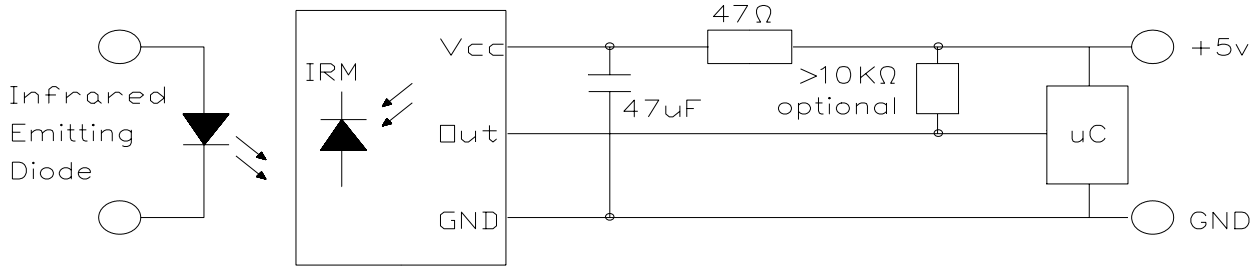 Infrared
Emitting
Diode
IRM
Vcc
Out
GND
47uF
47Ω
>10KΩ
optional
uC
+5v
GND